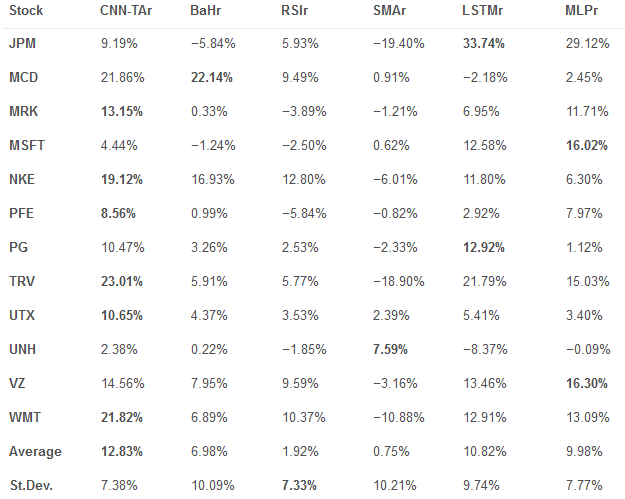 Stock CNN-TAr BaHr RSIr SMAr LSTMr MLPr
JPM 9.19% −5.84% 5.93% −19.40% 33.74% 29.12%
MCD 21.86% 22.14% 9.49% 0.91% −2.18% 2.45%
MRK 13.15% 0.33% −3.89% −1.21% 6.95% 11.71%
MSFT 4.44% −1.24% −2.50% 0.62% 12.58% 16.02%
NKE 19.12% 16.93% 12.80% −6.01% 11.80% 6.30%
PFE 8.56% 0.99% −5.84% −0.82% 2.92% 7.97%
PG 10.47% 3.26% 2.53% −2.33% 12.92% 1.12%
TRV 23.01% 5.91% 5.77% −18.90% 21.79% 15.03%
UTX 10.65% 4.37% 3.53% 2.39% 5.41% 3.40%
UNH 2.38% 0.22% −1.85% 7.59% −8.37% −0.09%
VZ 14.56% 7.95% 9.59% −3.16% 13.46% 16.30%
WMT 21.82% 6.89% 10.37% −10.88% 12.91% 13.09%
Average 12.83% 6.98% 1.92% 0.75% 10.82% 9.98%
St.Dev. 7.38% 10.09% 7.33% 10.21% 9.74% 7.77%